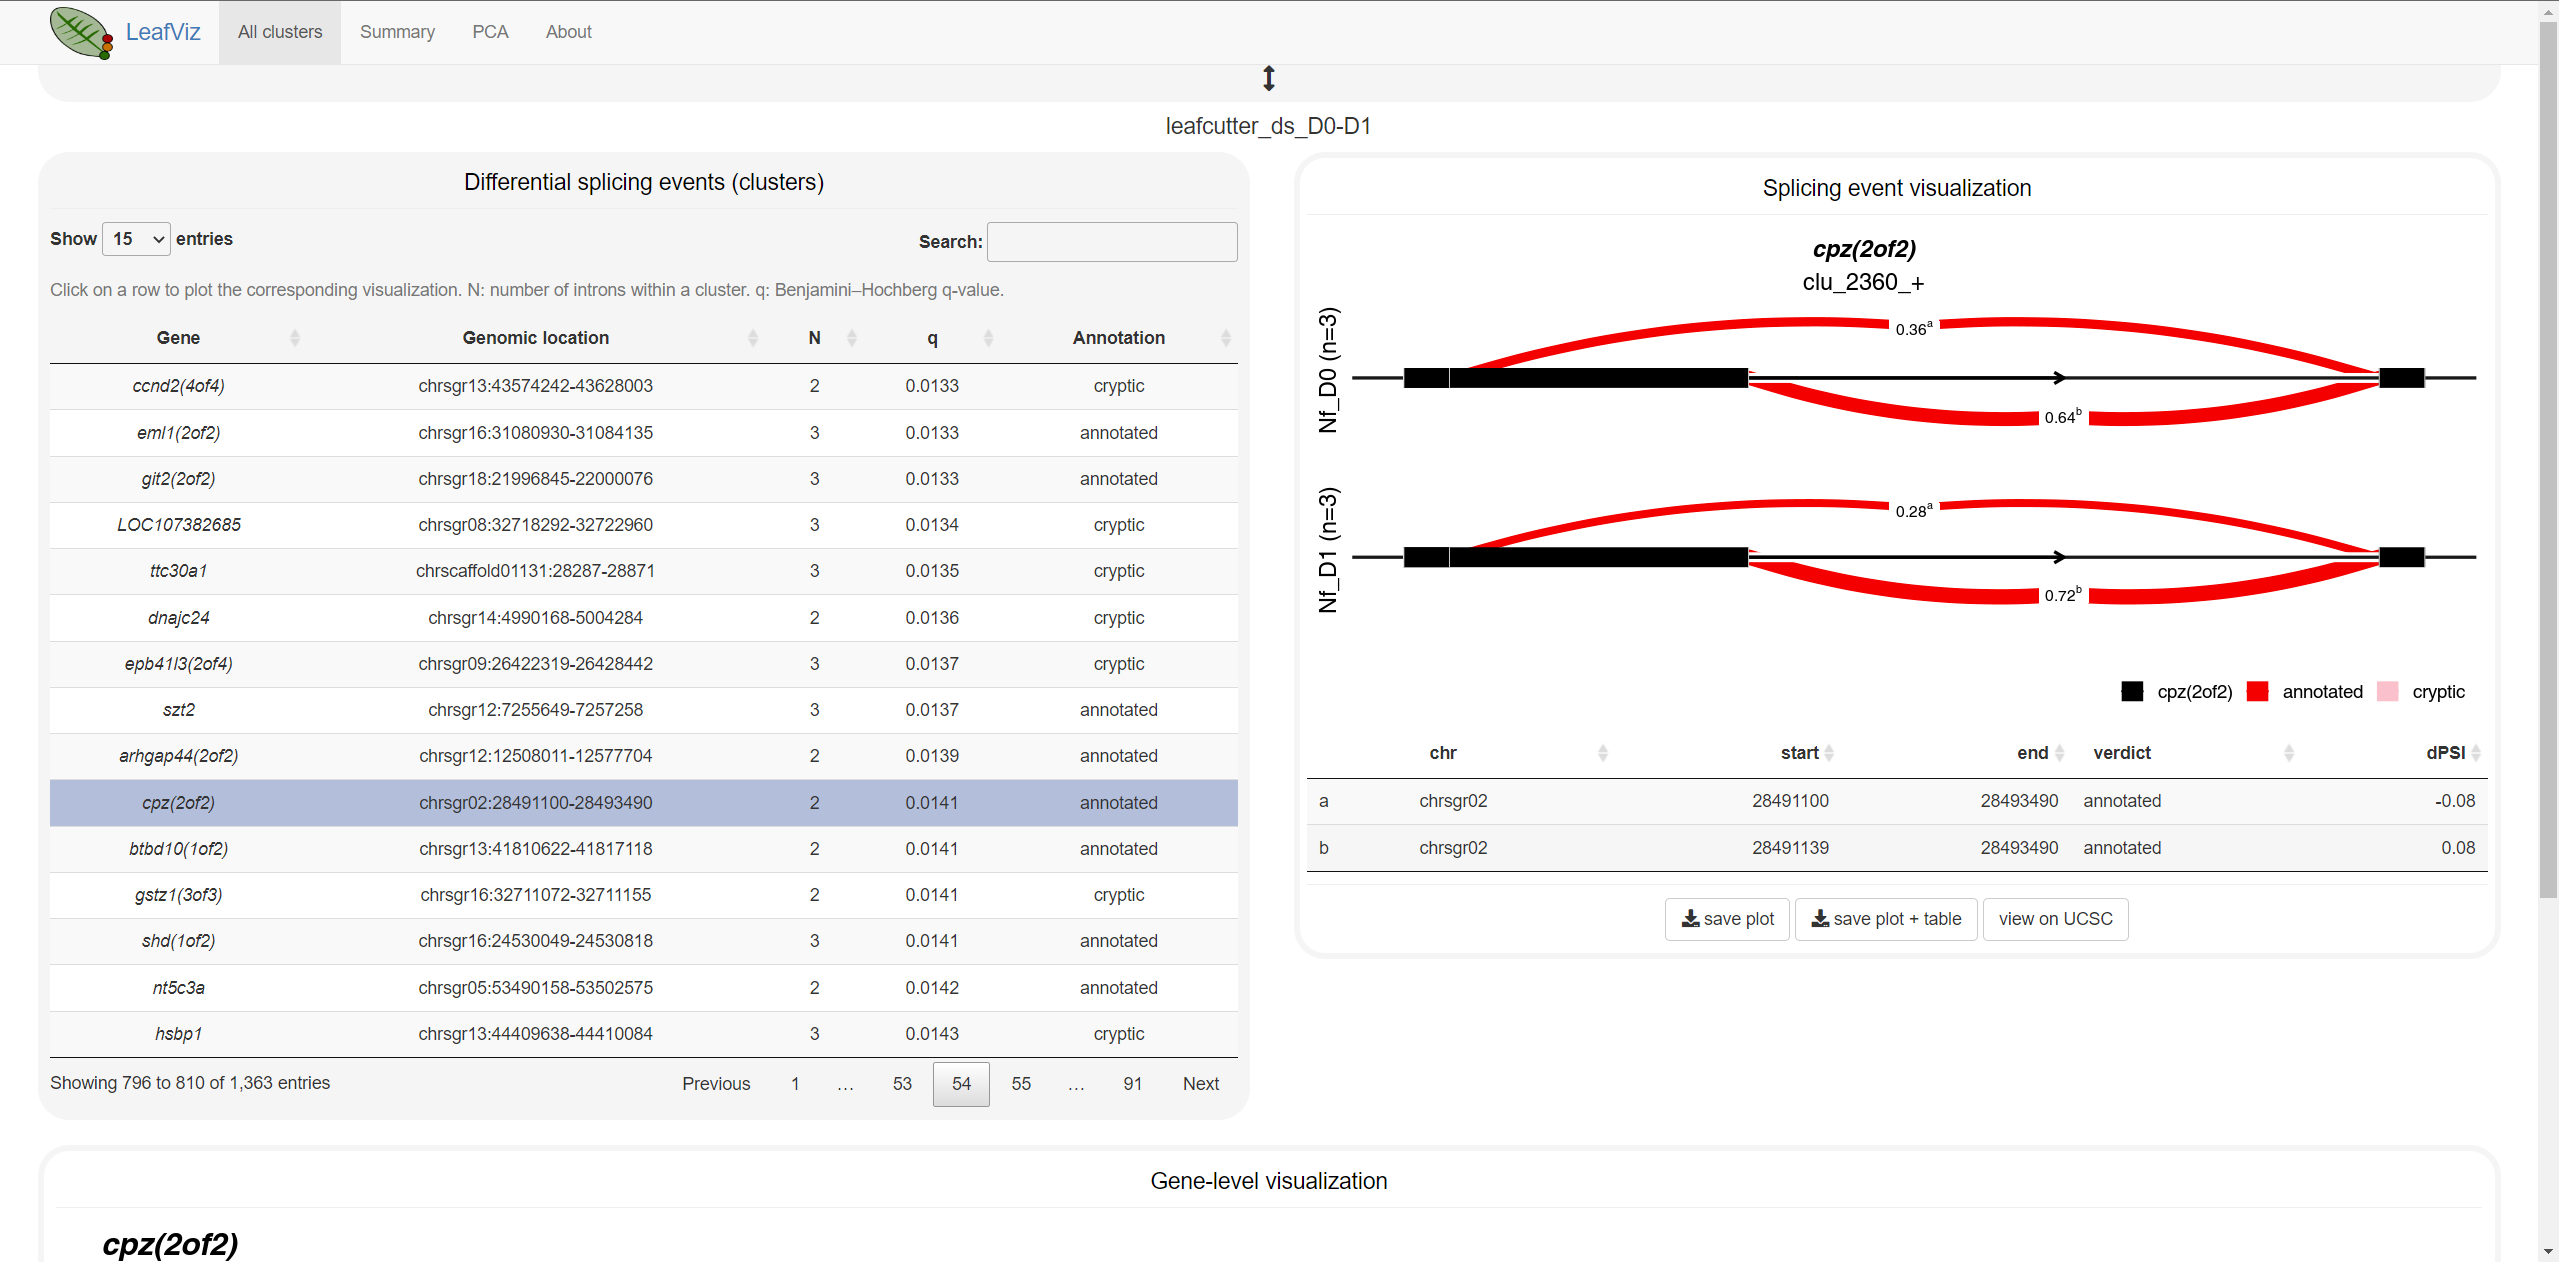 LeafViz All clusters Summary PCA About
leafcutter_ds_D0-D1
Differential splicing events (clusters)
Show 15 entries Search:
Click on a row to plot the corresponding visualization. N: number of introns within a cluster. q: Benjamini–Hochberg q-value.
Gene Genomic location N q Annotation
ccnd2(4of4) chrsgr13:43574242-43628003 2 0.0133 cryptic
eml1(2of2) chrsgr16:31080930-31084135 3 0.0133 annotated
git2(2of2) chrsgr18:21996845-22000076 3 0.0133 annotated
LOC107382685 chrsgr08:32718292-32722960 3 0.0134 cryptic
ttc30a1 chrscaffold01131:28287-28871 3 0.0135 cryptic
dnajc24 chrsgr14:4990168-5004284 2 0.0136 cryptic
epb41l3(2of4) chrsgr09:26422319-26428442 3 0.0137 cryptic
szt2 chrsgr12:7255649-7257258 3 0.0137 annotated
arhgap44(2of2) chrsgr12:12508011-12577704 2 0.0139 annotated
cpz(2of2) chrsgr02:28491100-28493490 2 0.0141 annotated
btbd10(1of2) chrsgr13:41810622-41817118 2 0.0141 annotated
gstz1(3of3) chrsgr16:32711072-32711155 2 0.0141 cryptic
shd(1of2) chrsgr16:24530049-24530818 3 0.0141 annotated
nt5c3a chrsgr05:53490158-53502575 2 0.0142 annotated
hsbp1 chrsgr13:44409638-44410084 3 0.0143 cryptic
Showing 796 to 810 of 1,363 entries Previous 1 … 53 54 55 … 91 Next
Splicing event visualization
cpz(2of2)
clu_2360_+
Nf_D0 (n=3)
0.36a
0.64b
Nf_D1 (n=3)
0.28a
0.72b
cpz(2of2) annotated cryptic
chr start end verdict dPSI
a chrsgr02 28491100 28493490 annotated -0.08
b chrsgr02 28491139 28493490 annotated 0.08
save plot save plot + table view on UCSC
Gene-level visualization
cpz(2of2)